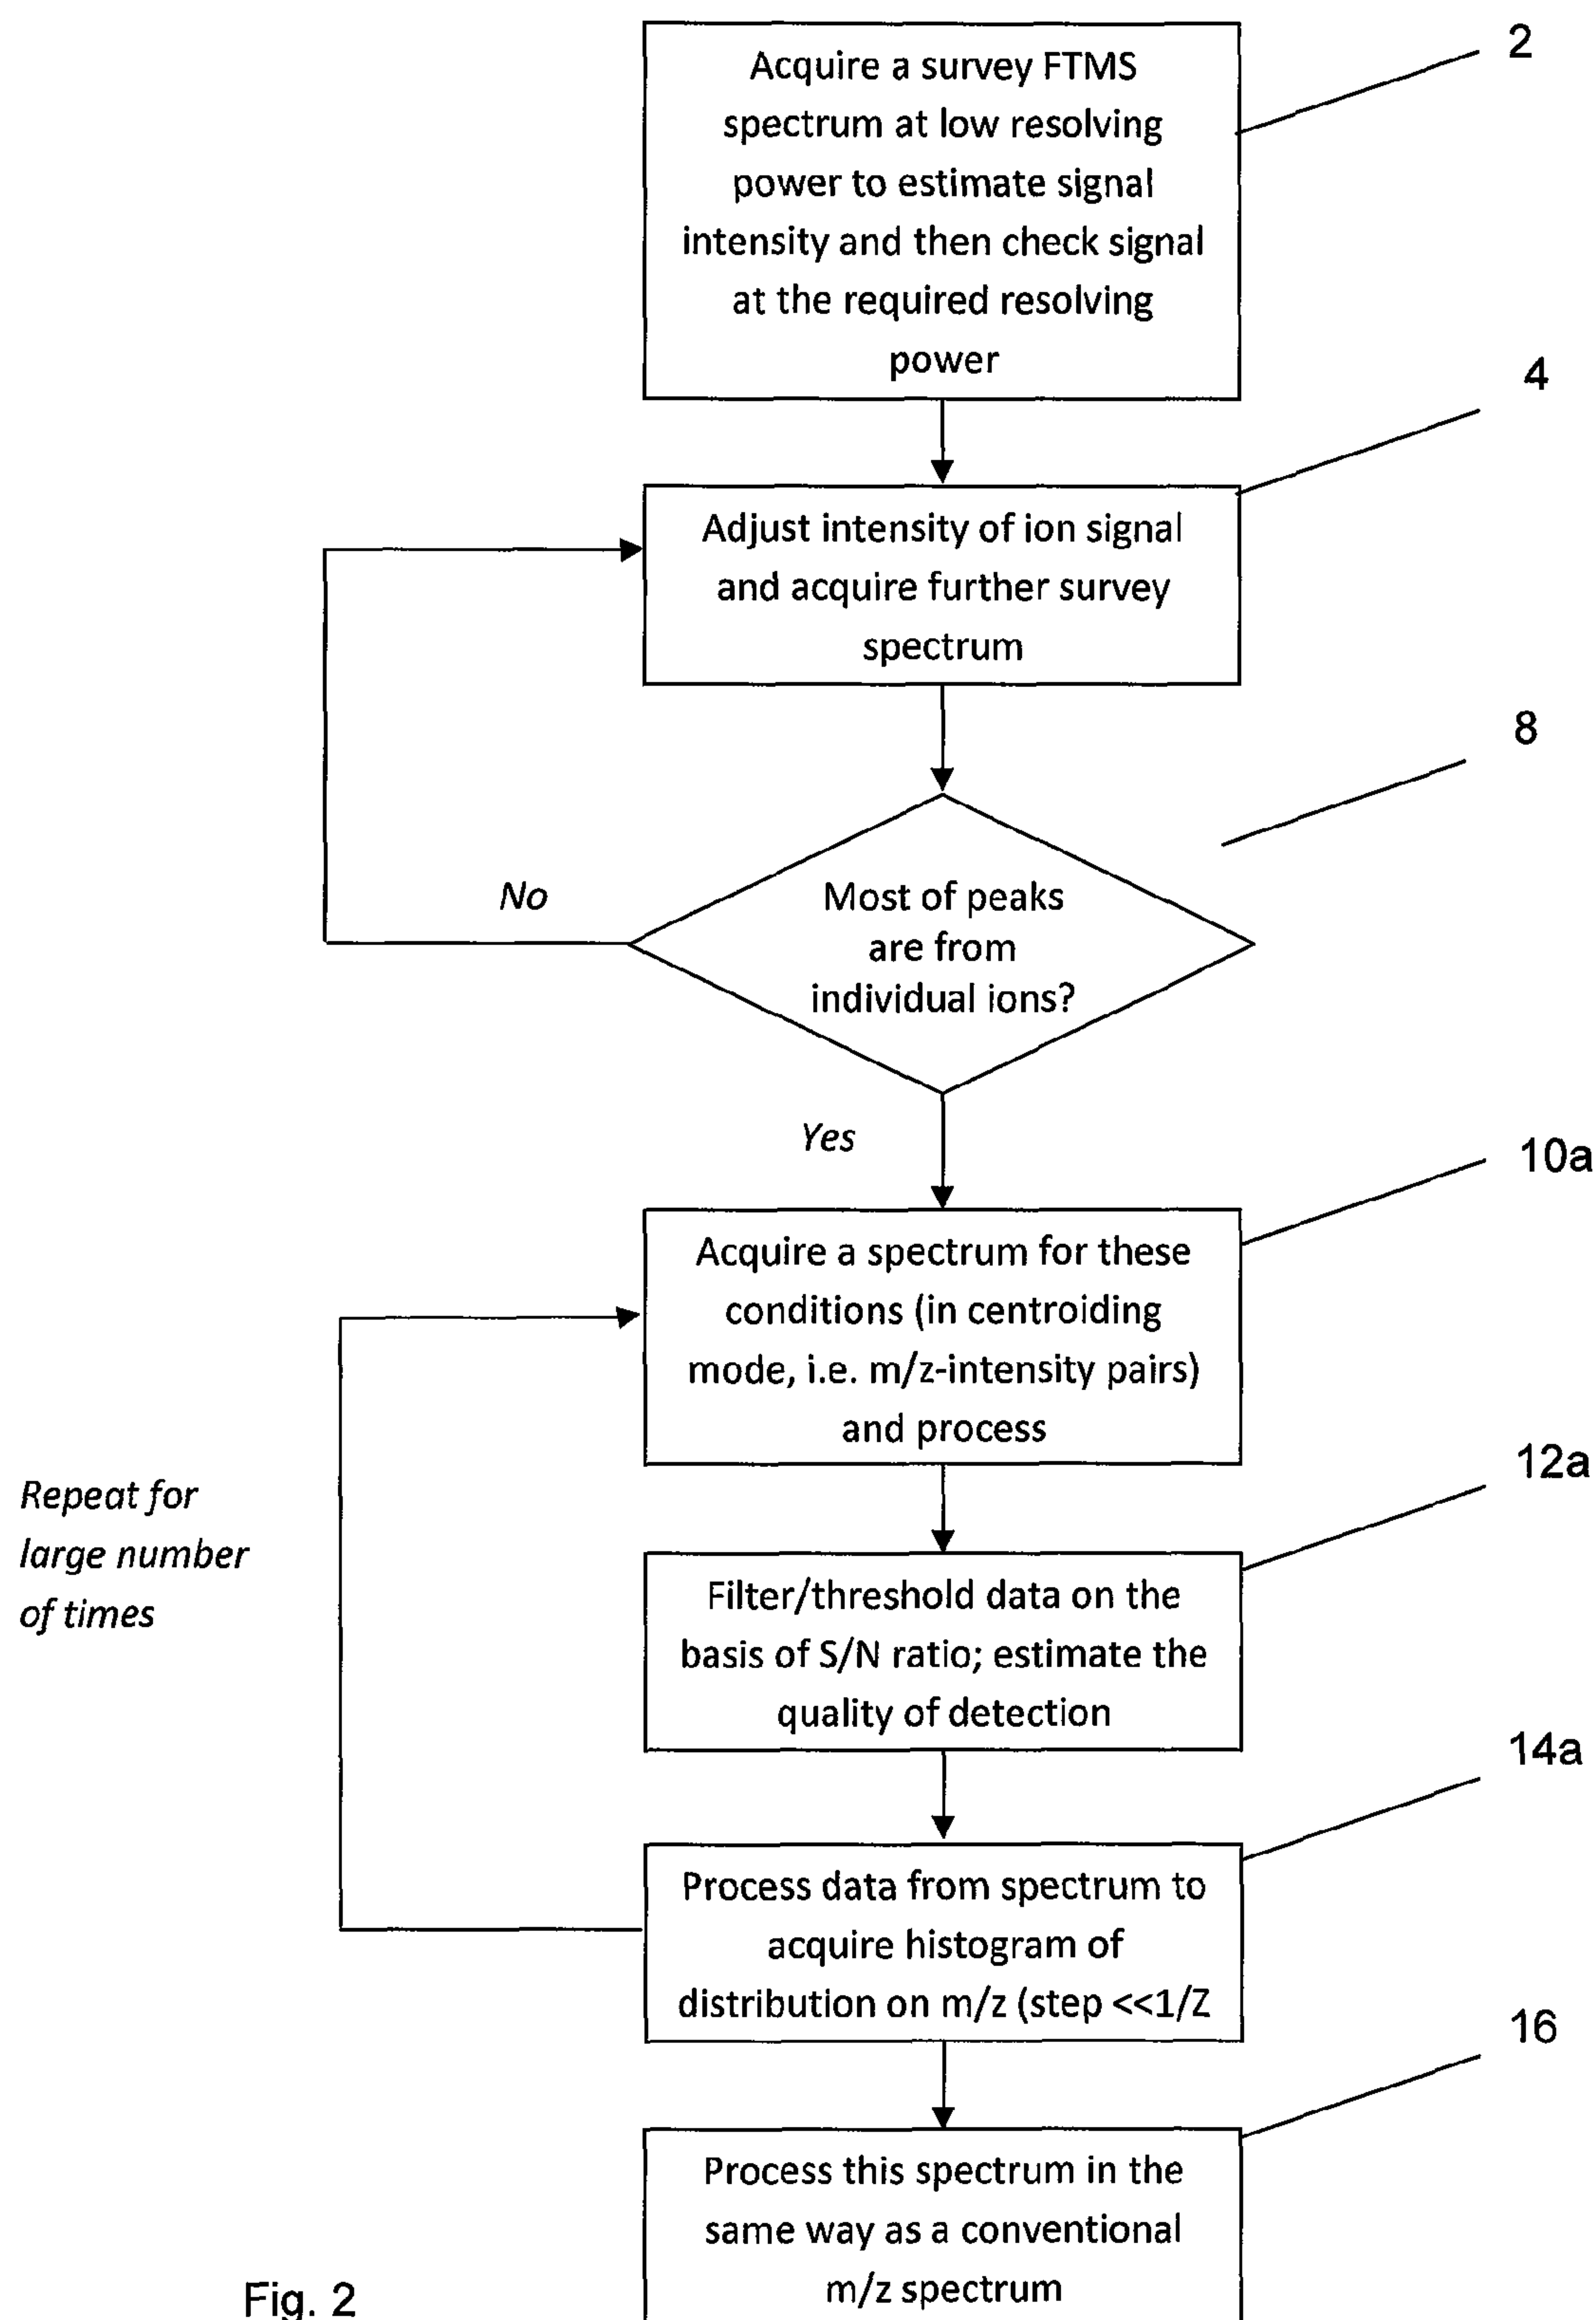 2
Acquire a survey FTMS
spectrum at low resolving
power to estimate signal
intensity and then check signal
at the required resolving
power
4
Adjust intensity of ion signal
and acquire further survey
spectrum
8
No
Most of peaks
are from
individual ions?
Yes
10a
Acquire a spectrum for these
conditions (in centroiding
mode, i.e. m/z-intensity pairs)
and process
12a
Repeat for
large number
of times
Filter/threshold data on the
basis of S/N ratio; estimate the
quality of detection
14a
Process data from spectrum to
acquire histogram of
distribution on m/z (step <<1/Z
16
Process this spectrum in the
same way as a conventional
m/z spectrum
Fig. 2